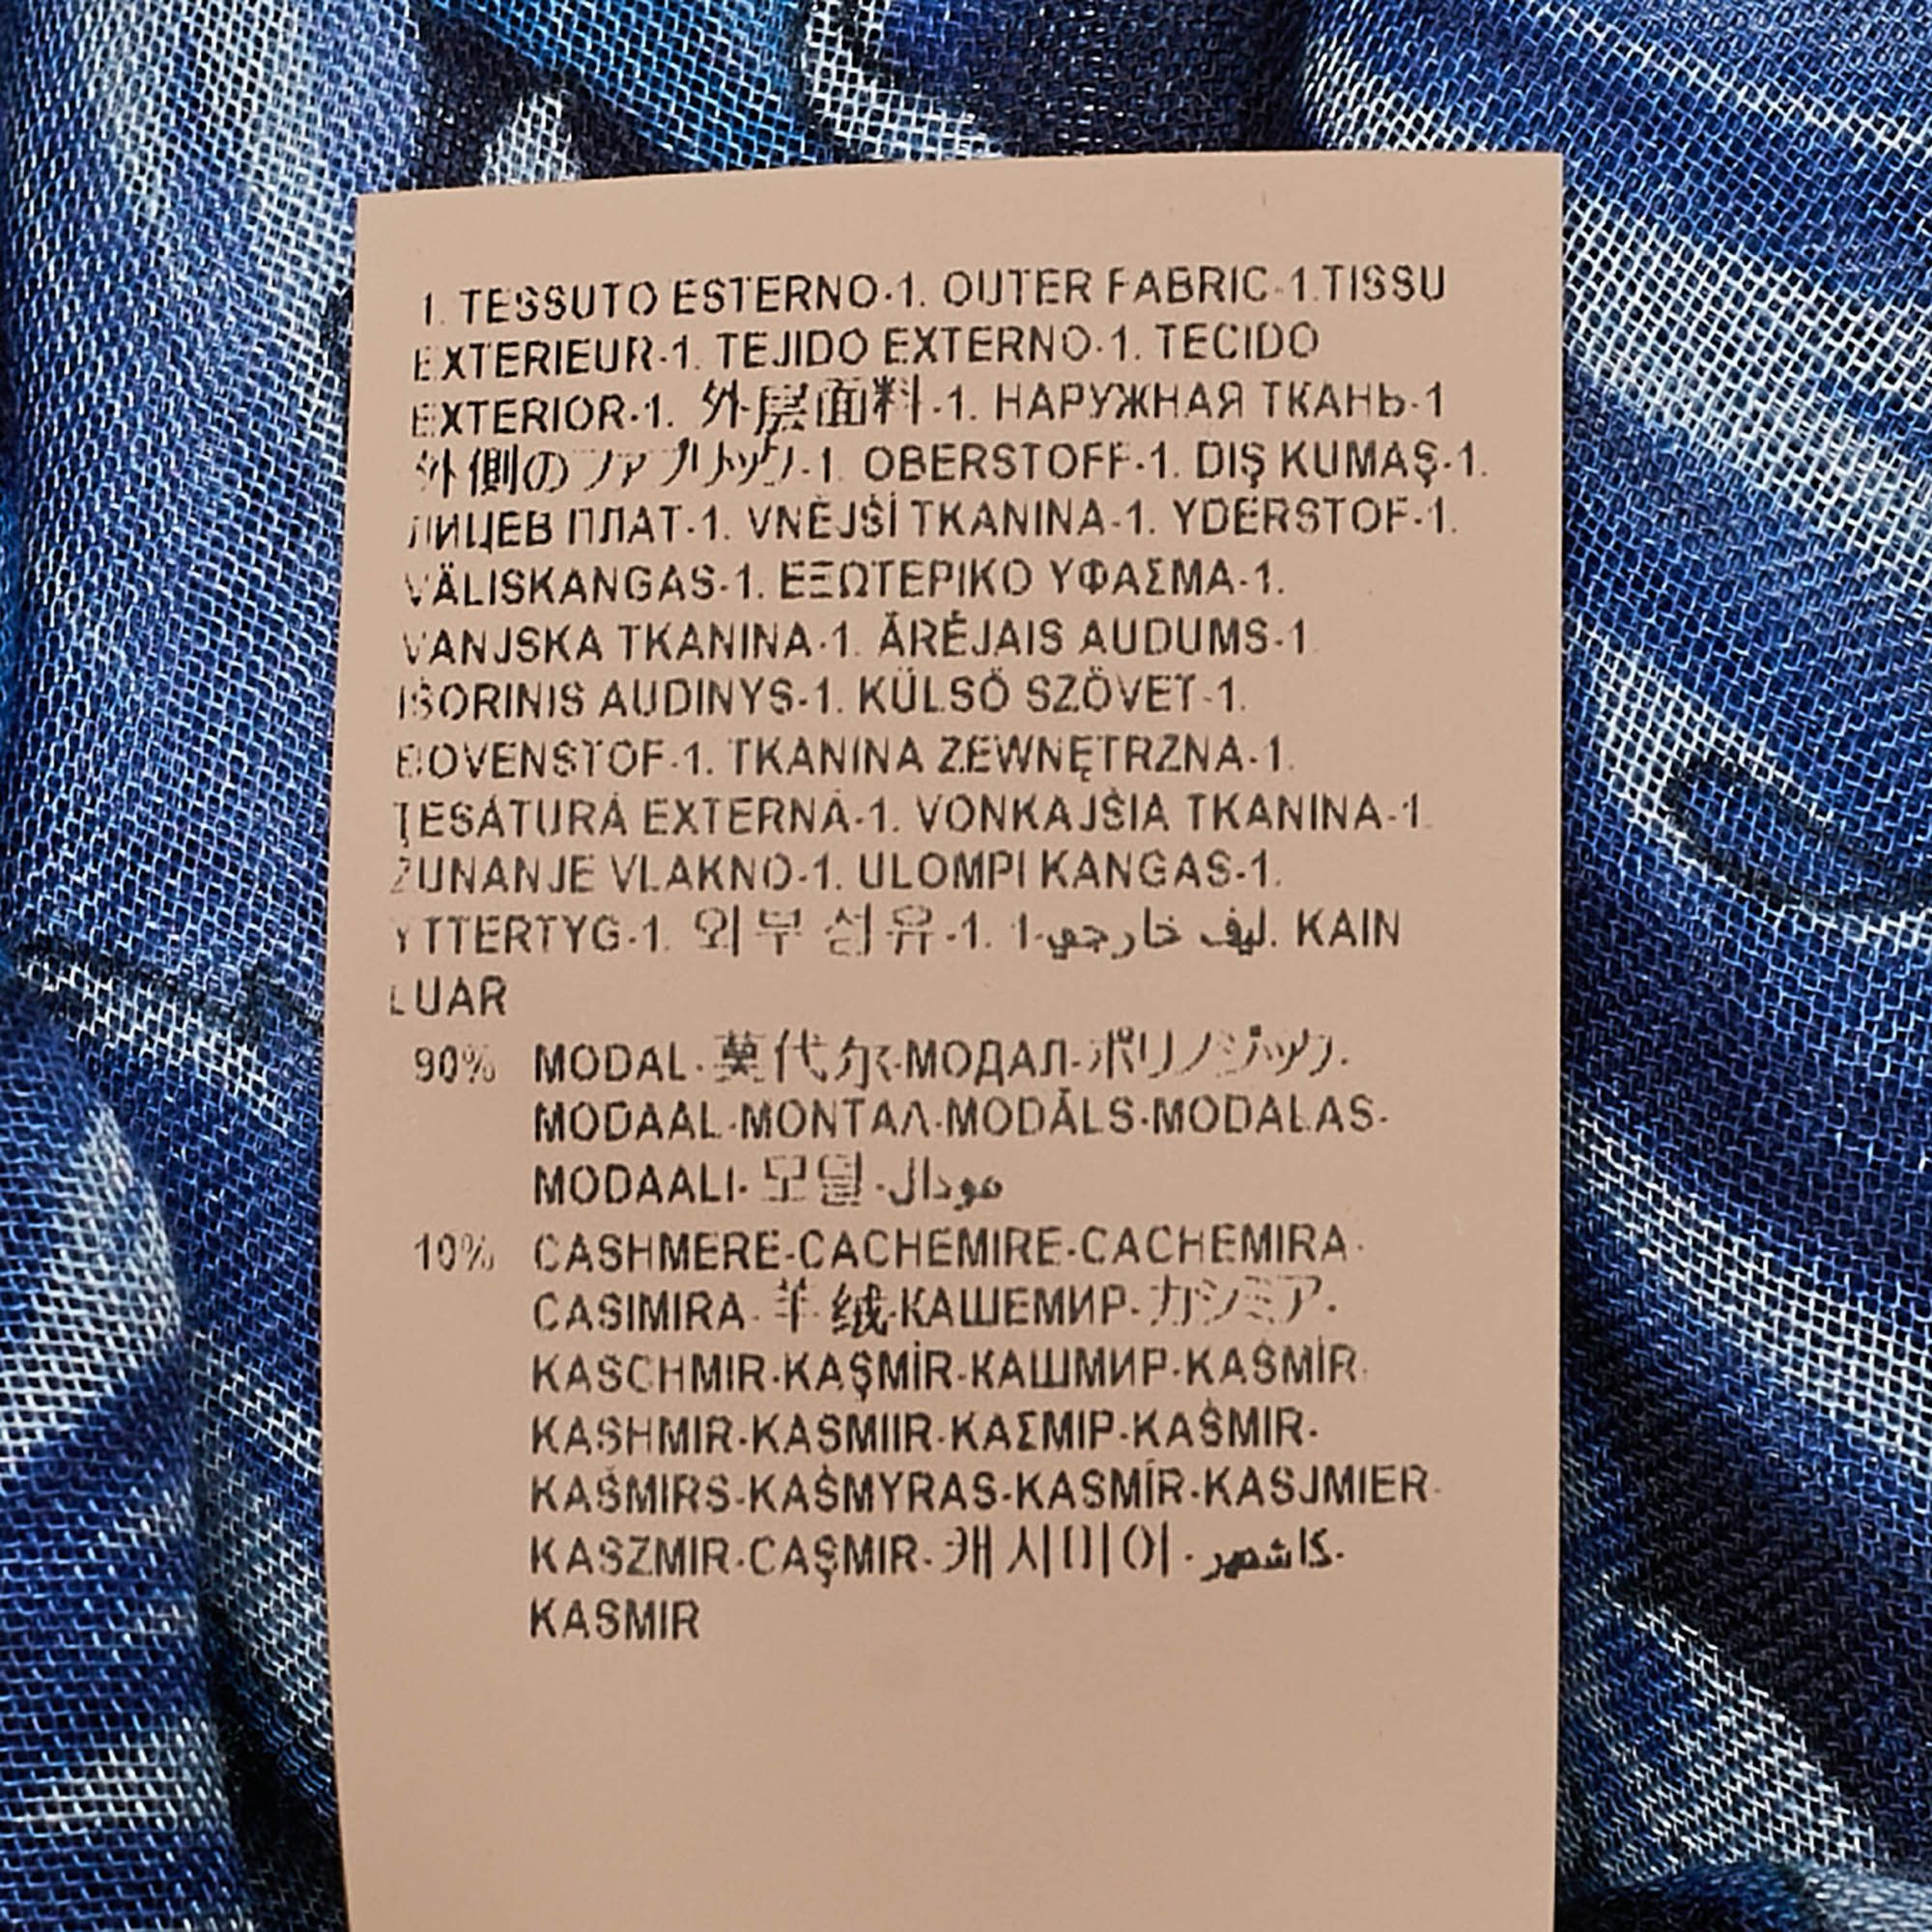 1. TESSUTO ESTERNO-1. OUTER FABRIC-1.TISSU
EXTERIEUR-1. TEJIDO EXTERNO-1. TECIDO
EXTERIOR-1. 外层面料-1. НАРУЖНАЯ ТКАНЬ-1
外側のファブリック-1. OBERSTOFF-1. DIŞ KUMAŞ-1.
ЛИЦЕВ ПЛАТ-1. VNĚJŠÍ TKANINA-1. YDERSTOF-1.
VÄLISKANGAS-1. ΕΞΩΤΕΡΙΚΟ ΥΦΑΣΜΑ-1.
VANJSKA TKANINA-1. ĀRĒJAIS AUDUMS-1
IŠORINIS AUDINYS-1. KÜLSŐ SZÖVET-1.
BOVENSTOF-1. TKANINA ZEWNĘTRZNA-1.
ŢESĂTURĂ EXTERNĂ-1. VONKAJŠIA TKANINA-1.
ZUNANJE VLAKNO-1. ULOMPI KANGAS-1.
YTTERTYG-1. 외부 섬유-1. ليف خارجي-1. KAIN
LUAR
90% MODAL-莫代尔-МОДАЛ-ポリノジック-
MODAAL-ΜΟΝΤΑΛ-MODĀLS-MODALAS-
MODAALI-모달-مودال
10% CASHMERE-CACHEMIRE-CACHEMIRA-
CASIMIRA-羊绒-КАШЕМИР-カシミア-
KASCHMIR-KAŞMİR-КАШМИР-KAŠMÍR-
KASHMIR-KASMIIR-ΚΑΣΜΙΡ-KAŠMIR-
KAŠMIRS-KAŠMYRAS-KASMÍR-KASJMIER-
KASZMIR-CAŞMIR-캐시미어-كاشمير-
KASMIR